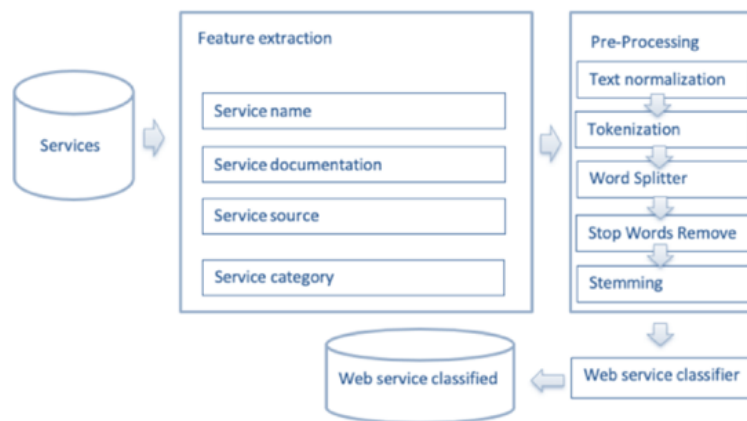 Services
Feature extraction
Service name
Service documentation
Service source
Service category
Pre-Processing
Text normalization
Tokenization
Word Splitter
Stop Words Remove
Stemming
Web service classifier
Web service classified